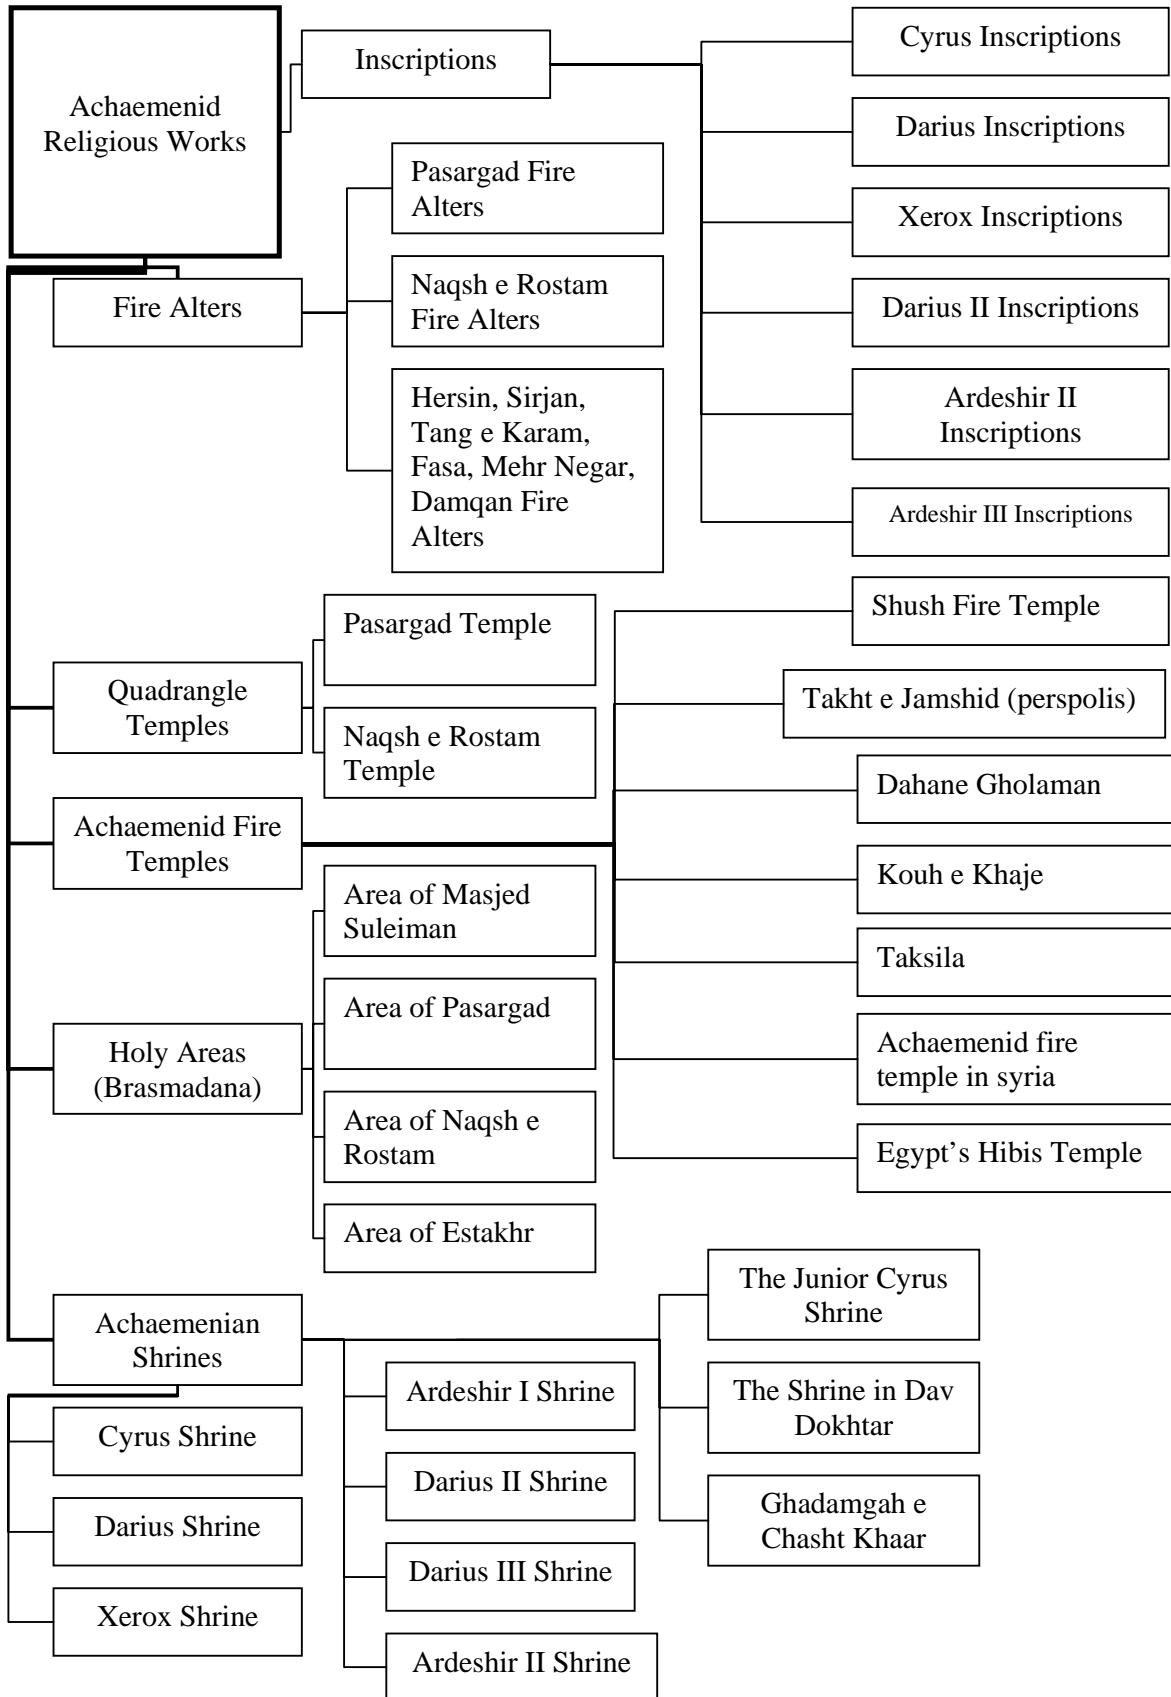 Achaemenid
Religious Works
Inscriptions
Cyrus Inscriptions
Darius Inscriptions
Xerox Inscriptions
Darius II Inscriptions
Ardeshir II
Inscriptions
Ardeshir III Inscriptions
Fire Alters
Pasargad Fire
Alters
Naqsh e Rostam
Fire Alters
Hersin, Sirjan,
Tang e Karam,
Fasa, Mehr Negar,
Damqan Fire
Alters
Quadrangle
Temples
Pasargad Temple
Naqsh e Rostam
Temple
Achaemenid Fire
Temples
Shush Fire Temple
Takht e Jamshid (perspolis)
Dahane Gholaman
Kouh e Khaje
Taksila
Achaemenid fire
temple in syria
Egypt’s Hibis Temple
Holy Areas
(Brasmadana)
Area of Masjed
Suleiman
Area of Pasargad
Area of Naqsh e
Rostam
Area of Estakhr
Achaemenian
Shrines
Cyrus Shrine
Darius Shrine
Xerox Shrine
Ardeshir I Shrine
Darius II Shrine
Darius III Shrine
Ardeshir II Shrine
The Junior Cyrus
Shrine
The Shrine in Dav
Dokhtar
Ghadamgah e
Chasht Khaar